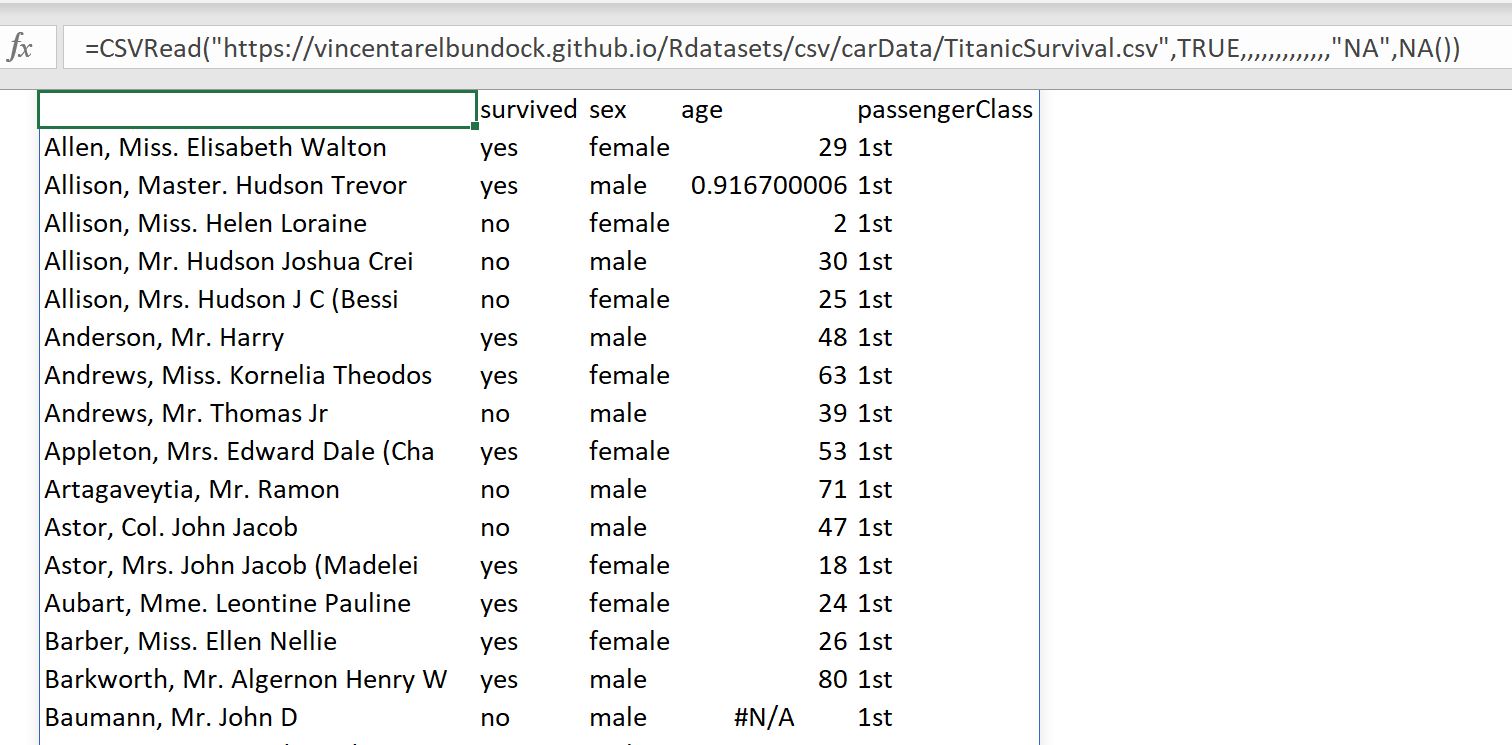 fx =CSVRead("https://vincentarelbundock.github.io/Rdatasets/csv/carData/TitanicSurvival.csv",TRUE,,,,,,,,,,,,,"NA",NA())
survived sex age passengerClass
Allen, Miss. Elisabeth Walton yes female 29 1st
Allison, Master. Hudson Trevor yes male 0.916700006 1st
Allison, Miss. Helen Loraine no female 2 1st
Allison, Mr. Hudson Joshua Crei no male 30 1st
Allison, Mrs. Hudson J C (Bessi no female 25 1st
Anderson, Mr. Harry yes male 48 1st
Andrews, Miss. Kornelia Theodos yes female 63 1st
Andrews, Mr. Thomas Jr no male 39 1st
Appleton, Mrs. Edward Dale (Cha yes female 53 1st
Artagaveytia, Mr. Ramon no male 71 1st
Astor, Col. John Jacob no male 47 1st
Astor, Mrs. John Jacob (Madelei yes female 18 1st
Aubart, Mme. Leontine Pauline yes female 24 1st
Barber, Miss. Ellen Nellie yes female 26 1st
Barkworth, Mr. Algernon Henry W yes male 80 1st
Baumann, Mr. John D no male #N/A 1st